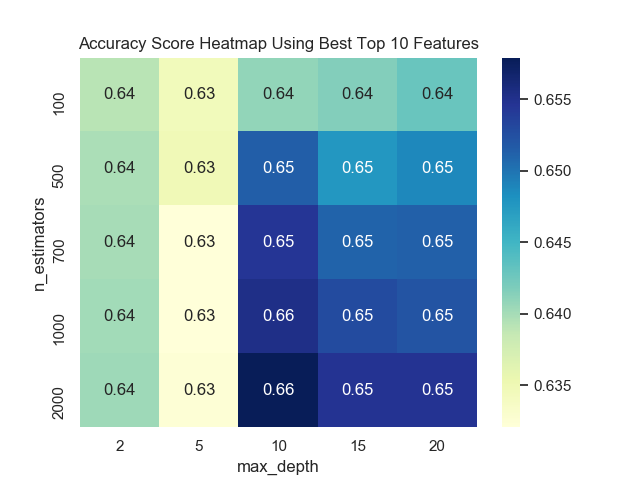 Accuracy Score Heatmap Using Best Top 10 Features
100 0.64 0.63 0.64 0.64 0.64
500 0.64 0.63 0.65 0.65 0.65
700 0.64 0.63 0.65 0.65 0.65
1000 0.64 0.63 0.66 0.65 0.65
2000 0.64 0.63 0.66 0.65 0.65
2 5 10 15 20
max_depth
n_estimators
0.655
0.650
0.645
0.640
0.635